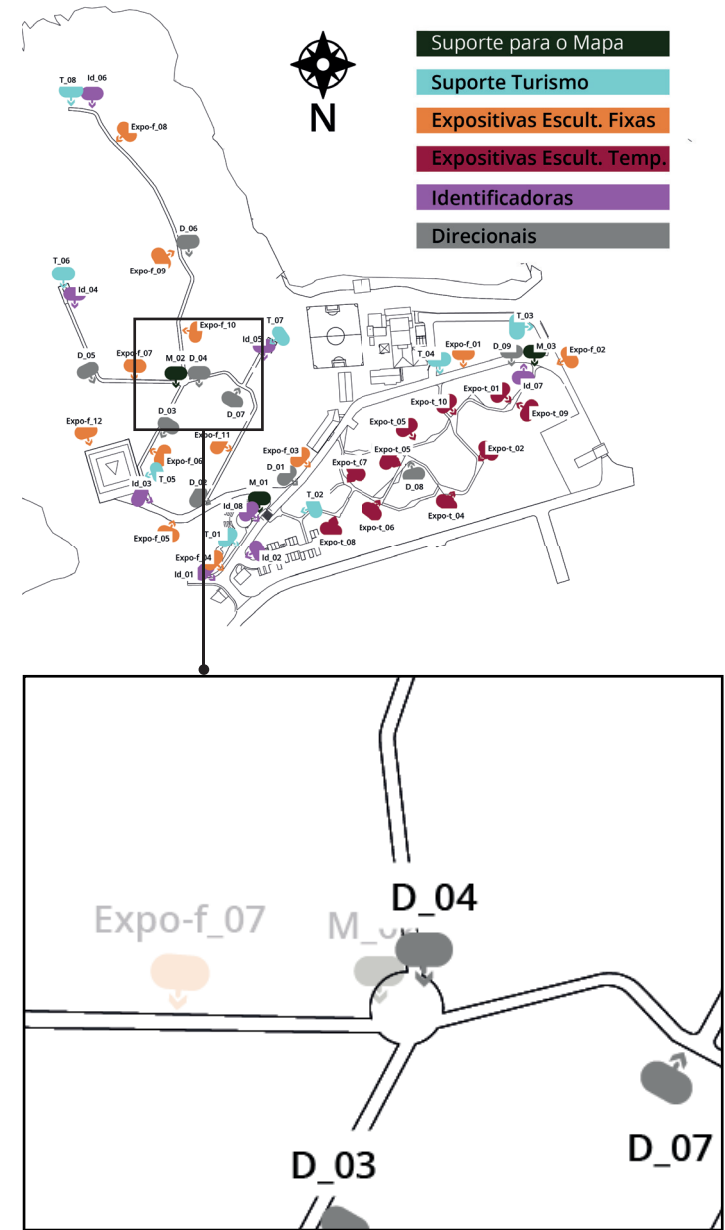 Suporte para o Mapa
Suporte Turismo
Expositivas Escult. Fixas
Expositivas Escult. Temp.
Identificadoras
Direcionais
N
T_08
Id_06
Expo-f_08
D_06
Expo-f_09
T_06
Id_04
Expo-f_10
T_07
Id_05
D_05
Expo-f_07
M_02
D_04
D_07
D_03
Expo-f_12
Expo-f_11
Expo-f_06
T_05
Id_03
D_02
Expo-f_05
Expo-f_03
D_01
M_01
Id_08
T_02
T_01
Expo-f_04
Id_02
Id_01
T_03
T_04
Expo-f_01
D_09
M_03
Expo-f_02
Id_07
Expo-t_01
Expo-t_10
Expo-t_09
Expo-t_05
Expo-t_05
Expo-t_02
Expo-t_07
D_08
Expo-t_04
Expo-t_06
Expo-t_08
D_04
Expo-f_07
D_07
D_03